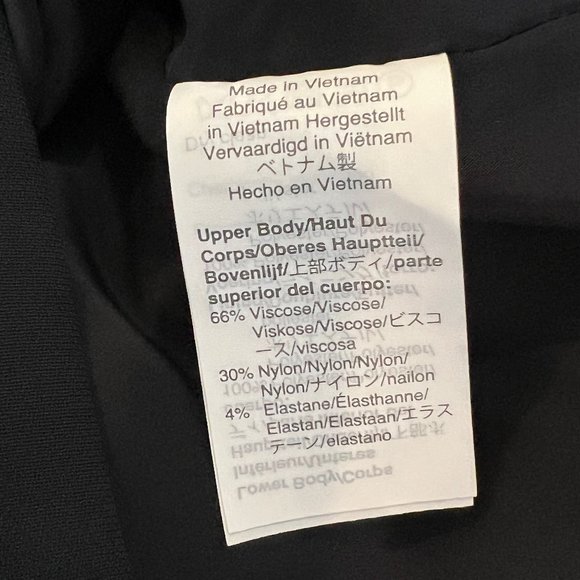 Made in Vietnam
Fabriqué au Vietnam
in Vietnam Hergestellt
Vervaardigd in Viëtnam
ベトナム製
Hecho en Vietnam
Upper Body/Haut Du
Corps/Oberes Hauptteil/
Bovenlijf/上部ボディ/parte
superior del cuerpo:
66% Viscose/Viscose/
Viskose/Viscose/ビスコ
ース/viscosa
30% Nylon/Nylon/Nylon/
Nylon/ナイロン/nailon
4% Elastane/Élasthanne/
Elastan/Elastaan/エラス
テーン/elastano